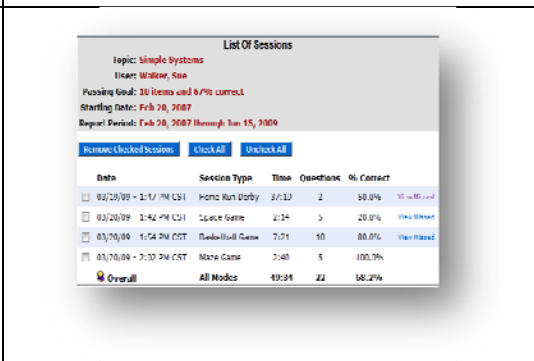 List Of Sessions
Topic: Simple Systems
User: Walker, Sue
Passing Goal: 10 items and 67% correct
Starting Date: Feb 20, 2007
Report Period: Feb 20, 2007 through Jun 15, 2009
Remove Checked Sessions Check All Uncheck All
Date Session Type Time Questions % Correct
03/19/09 - 1:47 PM CST Home Run Derby 37:19 2 50.0% View Missed
03/20/09 - 1:42 PM CST Space Game 2:14 5 20.0% View Missed
03/20/09 - 1:54 PM CST Basketball Game 7:21 10 80.0% View Missed
03/20/09 - 2:02 PM CST Maze Game 2:40 5 100.0%
Overall All Modes 49:34 22 68.2%